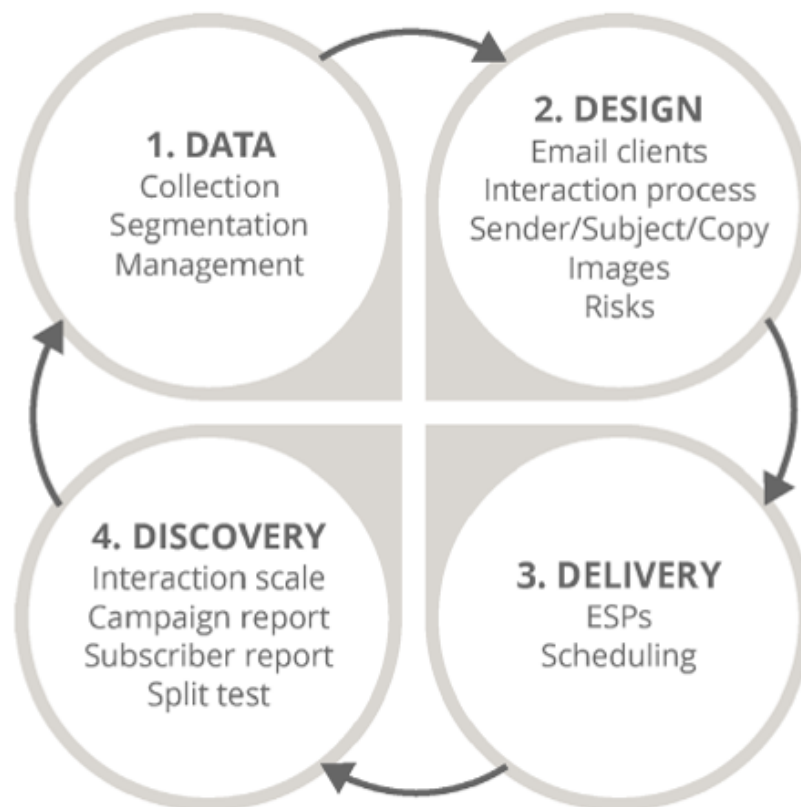 1. DATA
Collection
Segmentation
Management
2. DESIGN
Email clients
Interaction process
Sender/Subject/Copy
Images
Risks
3. DELIVERY
ESPs
Scheduling
4. DISCOVERY
Interaction scale
Campaign report
Subscriber report
Split test